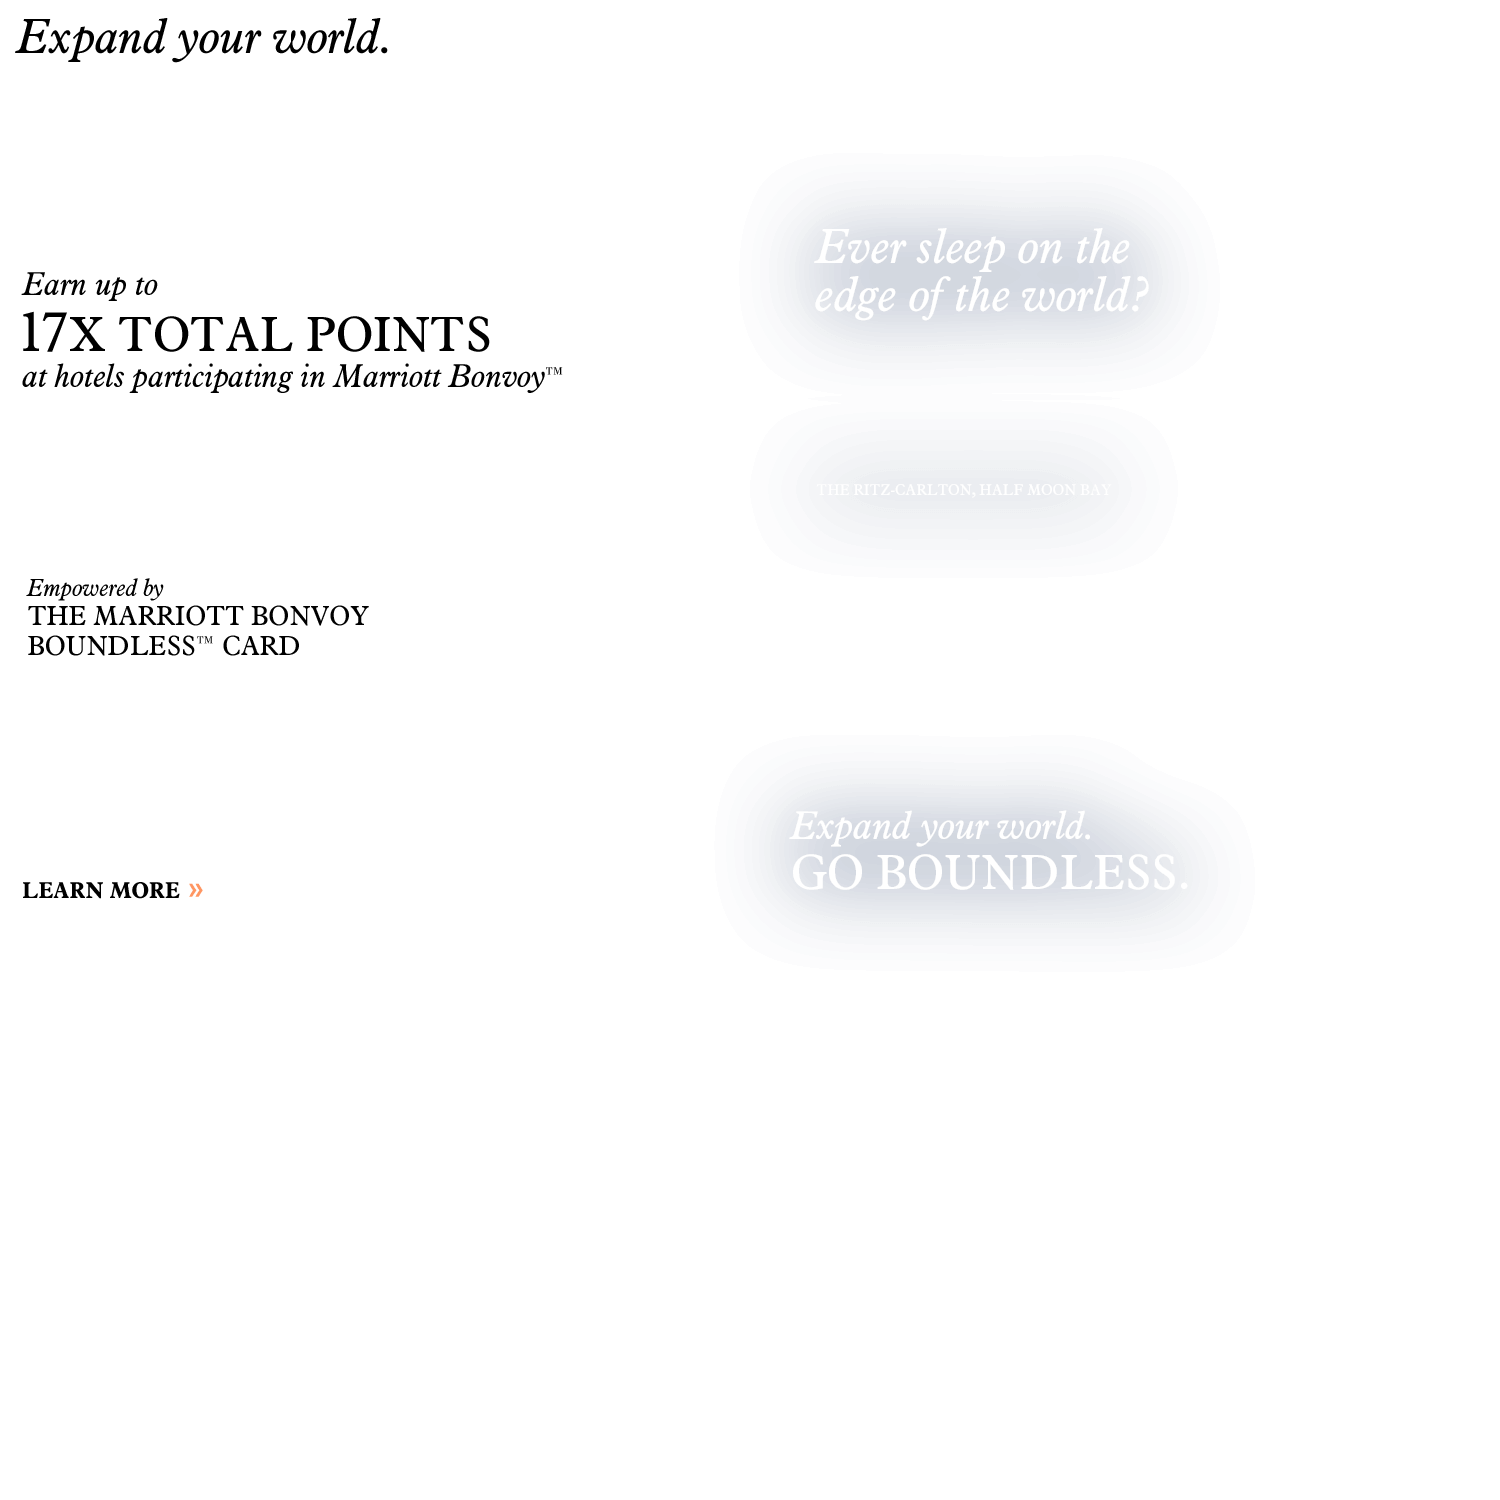 Expand your world.
Ever sleep on the
edge of the world?
Earn up to
17X TOTAL POINTS
at hotels participating in Marriott Bonvoy™
THE RITZ-CARLTON, HALF MOON BAY
Empowered by
THE MARRIOTT BONVOY
BOUNDLESS™ CARD
Expand your world.
GO BOUNDLESS.
LEARN MORE »